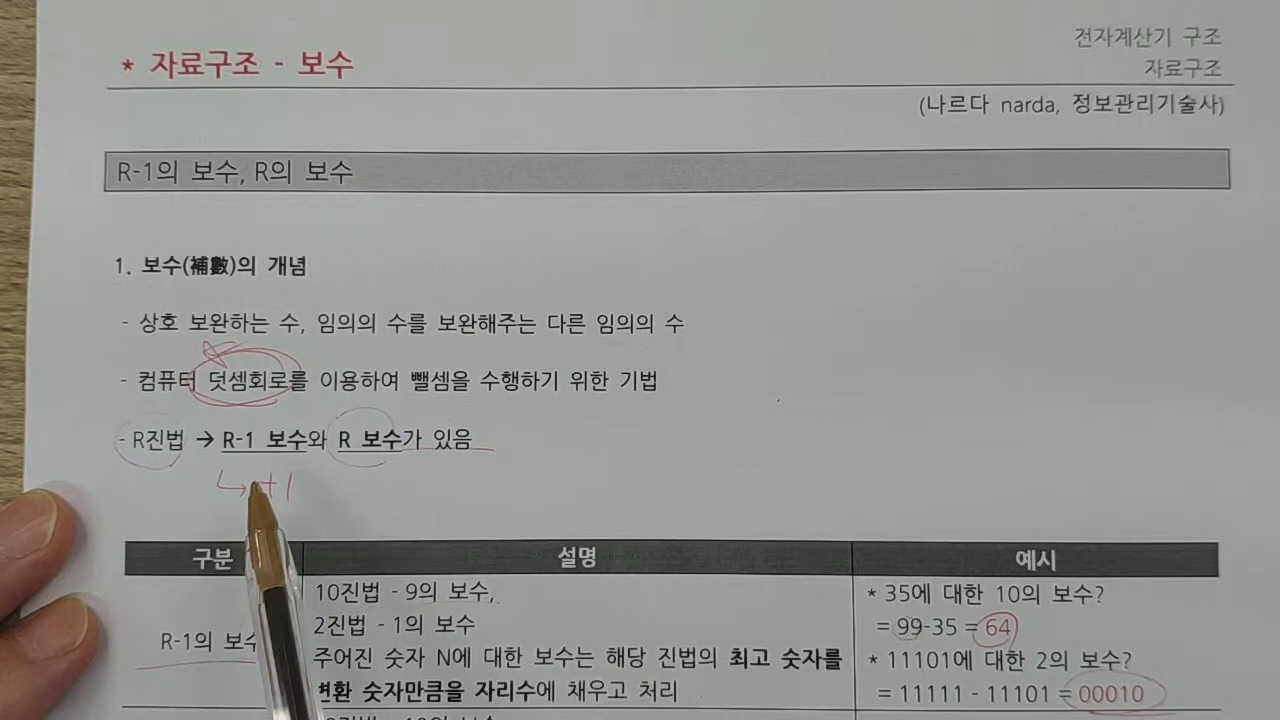 * 자료구조 - 보수
전자계산기 구조
자료구조
(나르다 narda, 정보관리기술사)
R-1의 보수, R의 보수
1. 보수(補數)의 개념
- 상호 보완하는 수, 임의의 수를 보완해주는 다른 임의의 수
- 컴퓨터 덧셈회로를 이용하여 뺄셈을 수행하기 위한 기법
- R진법 → R-1 보수와 R 보수가 있음
↳ +1
구분 설명 예시
R-1의 보수
10진법 - 9의 보수,
2진법 - 1의 보수
주어진 숫자 N에 대한 보수는 해당 진법의 최고 숫자를
변환 숫자만큼을 자리수에 채우고 처리
* 35에 대한 10의 보수?
= 99-35 = 64
* 11101에 대한 2의 보수?
= 11111 - 11101 = 00010